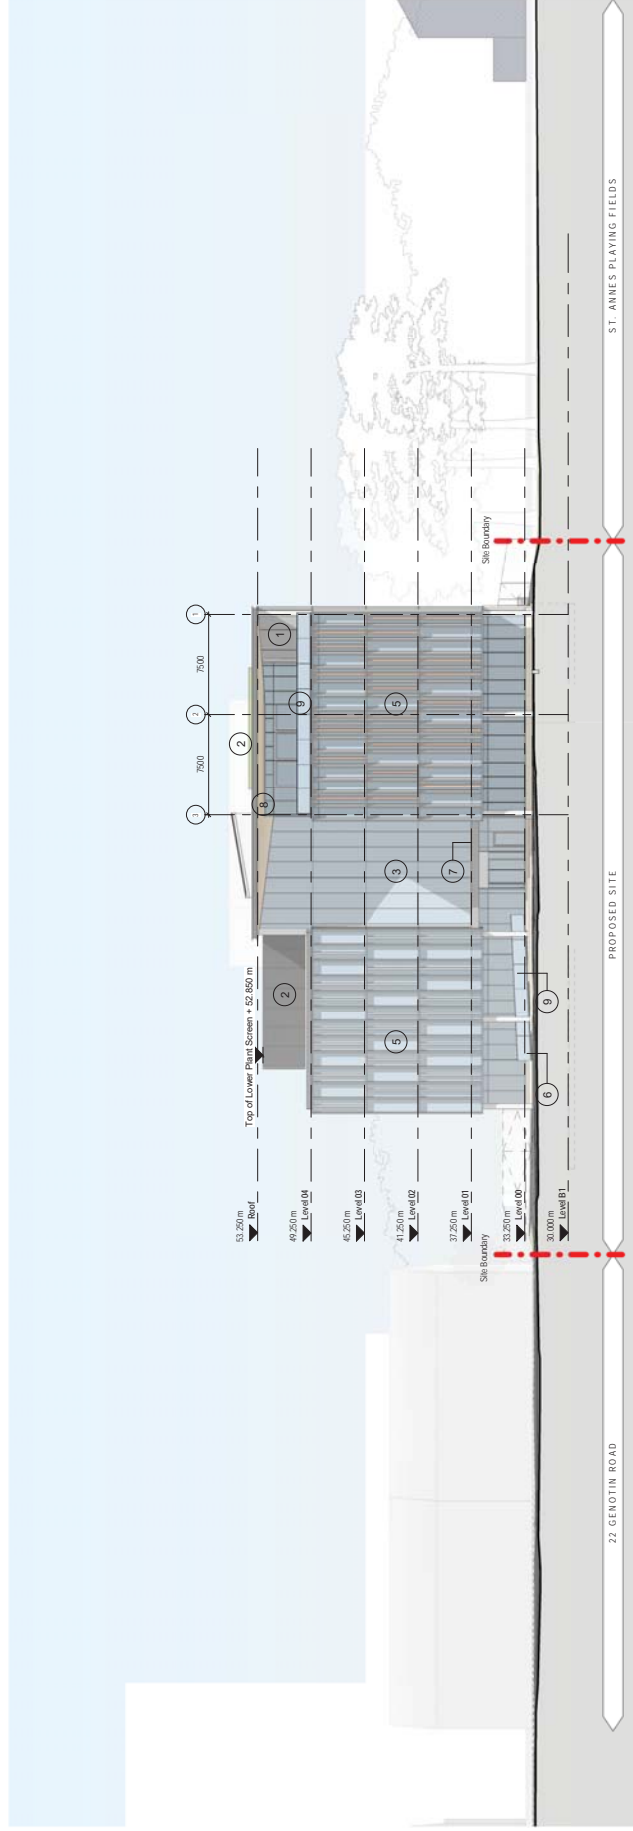 3
2
1
7500
7500
2
Top of Lower Plant Screen + 52.850 m
53.250 m
Roof
8
1
2
49.250 m
Level 04
9
45.250 m
Level 03
5
3
5
41.250 m
Level 02
7
37.250 m
Level 01
Site Boundary
Site Boundary
33.250 m
Level 00
6
9
30.000 m
Level B1
22 GENOTIN ROAD
PROPOSED SITE
ST. ANNES PLAYING FIELDS